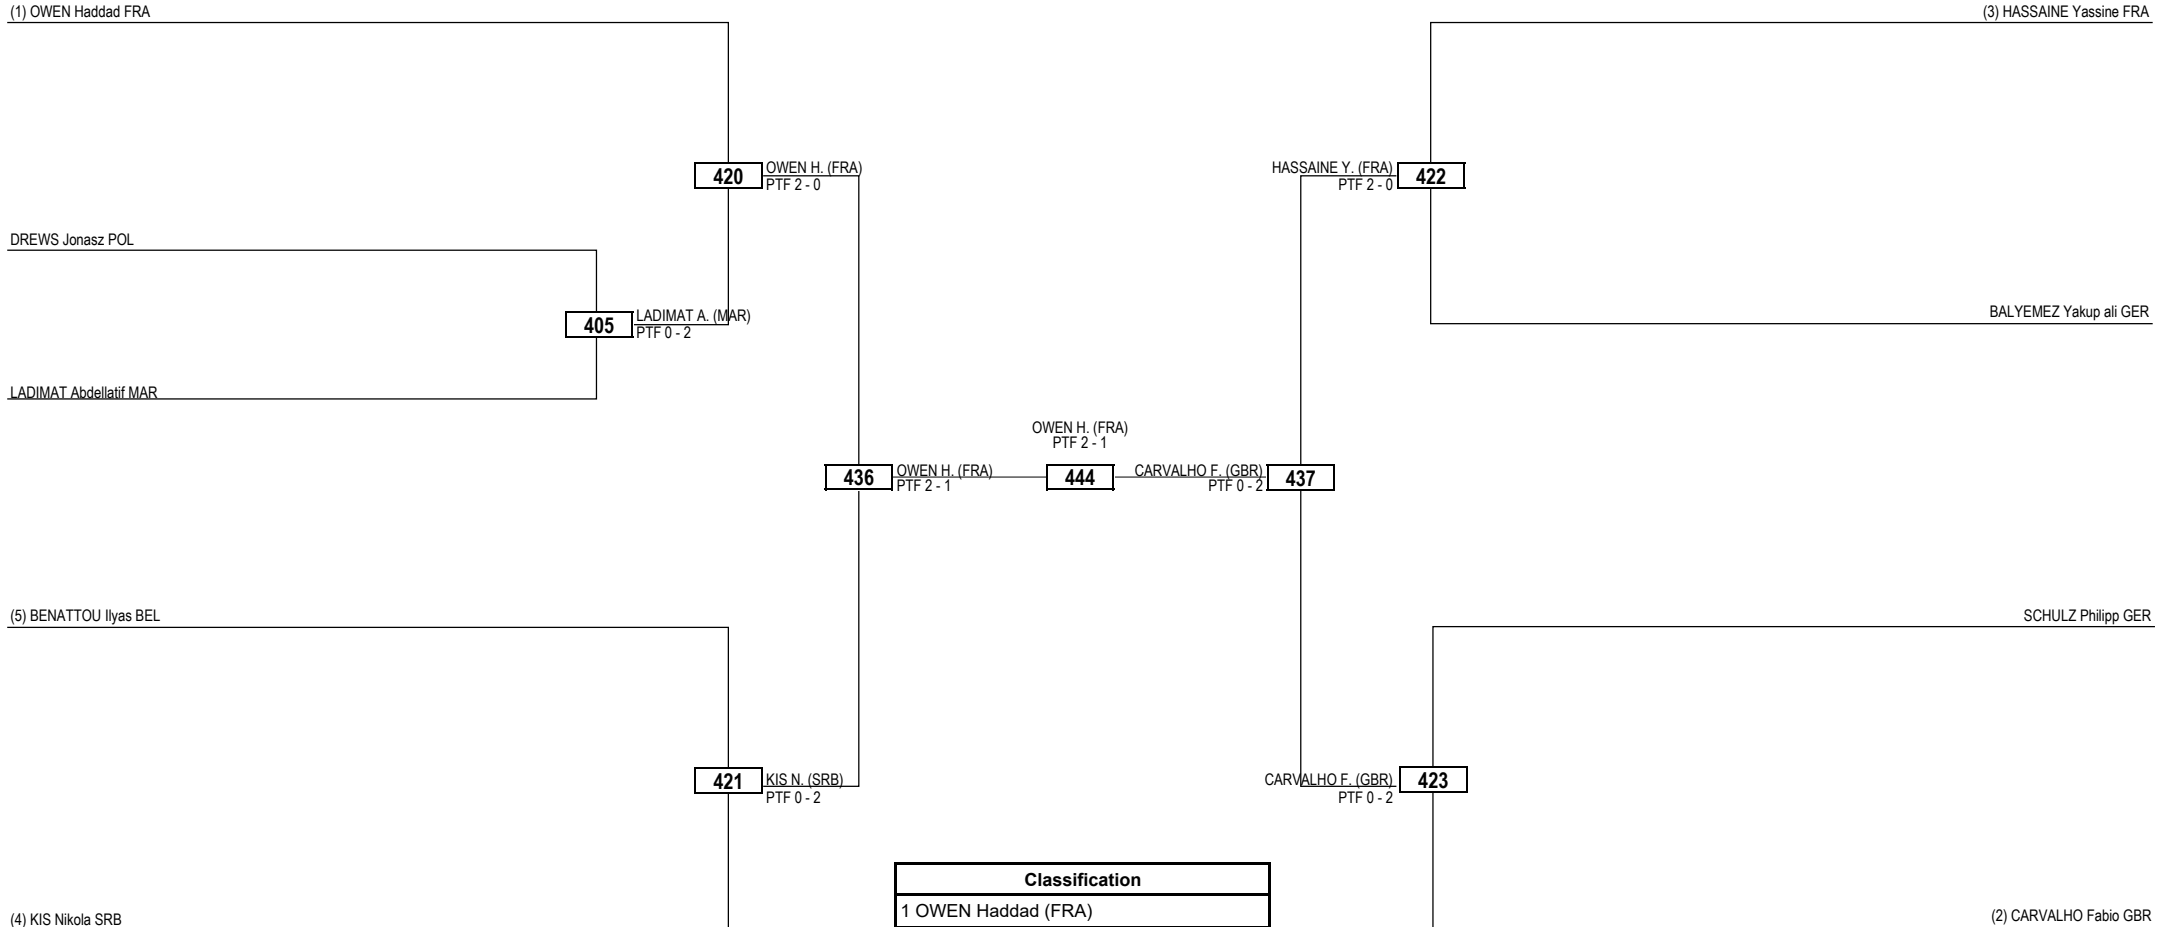 (1) OWEN Haddad FRA
(3) HASSAINE Yassine FRA
420
OWEN H. (FRA)
PTF 2 - 0
HASSAINE Y. (FRA)
PTF 2 - 0
422
DREWS Jonasz POL
405
LADIMAT A. (MAR)
PTF 0 - 2
BALYEMEZ Yakup ali GER
LADIMAT Abdellatif MAR
OWEN H. (FRA)
PTF 2 - 1
436
OWEN H. (FRA)
PTF 2 - 1
444
CARVALHO F. (GBR)
PTF 0 - 2
437
(5) BENATTOU Ilyas BEL
SCHULZ Philipp GER
421
KIS N. (SRB)
PTF 0 - 2
CARVALHO F. (GBR)
PTF 0 - 2
423
Classification
1 OWEN Haddad (FRA)
(4) KIS Nikola SRB
(2) CARVALHO Fabio GBR